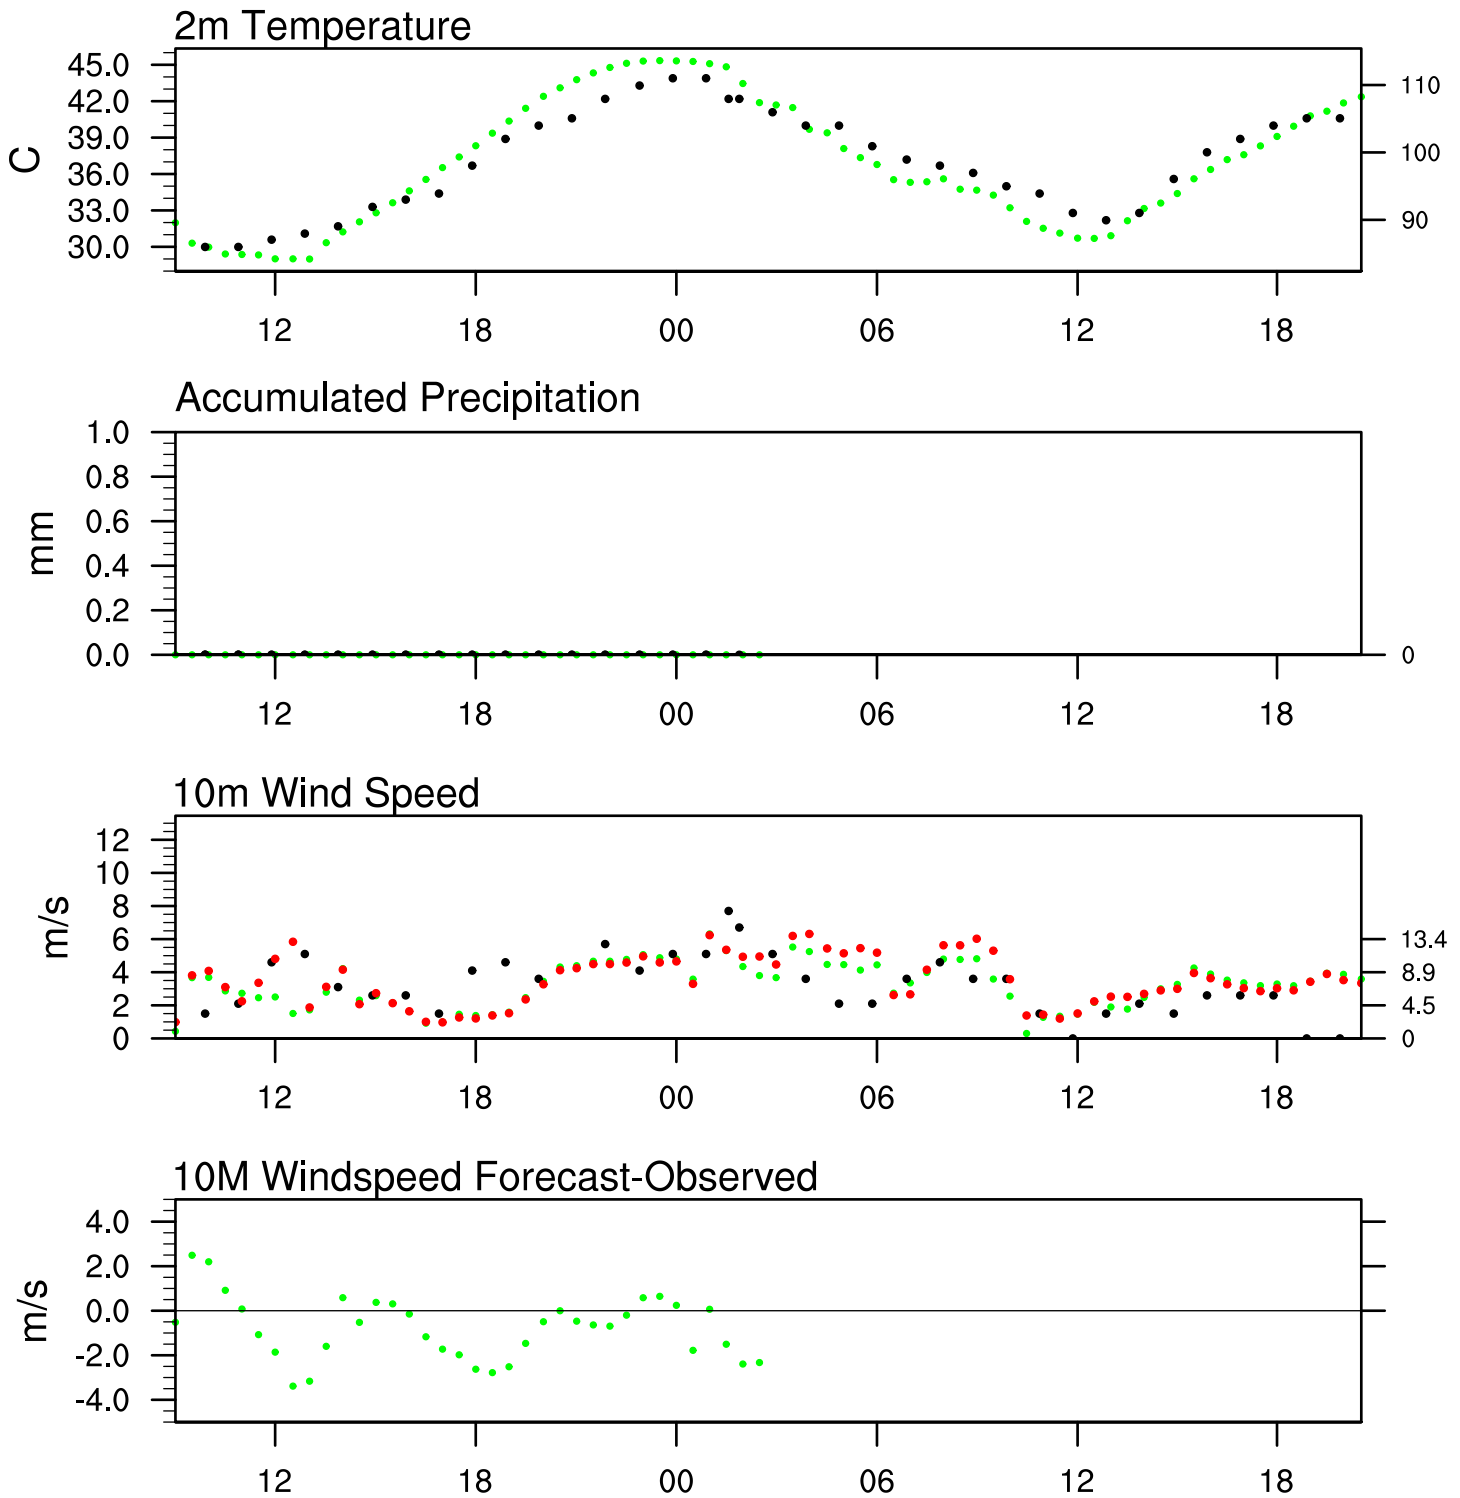 2m Temperature
45.0
42.0
39.0
36.0
33.0
30.0
C
110
100
90
12 18 00 06 12 18
Accumulated Precipitation
1.0
0.8
0.6
0.4
0.2
0.0
mm
0
12 18 00 06 12 18
10m Wind Speed
12
10
8
6
4
2
0
m/s
13.4
8.9
4.5
0
12 18 00 06 12 18
10M Windspeed Forecast-Observed
4.0
2.0
0.0
-2.0
-4.0
m/s
12 18 00 06 12 18